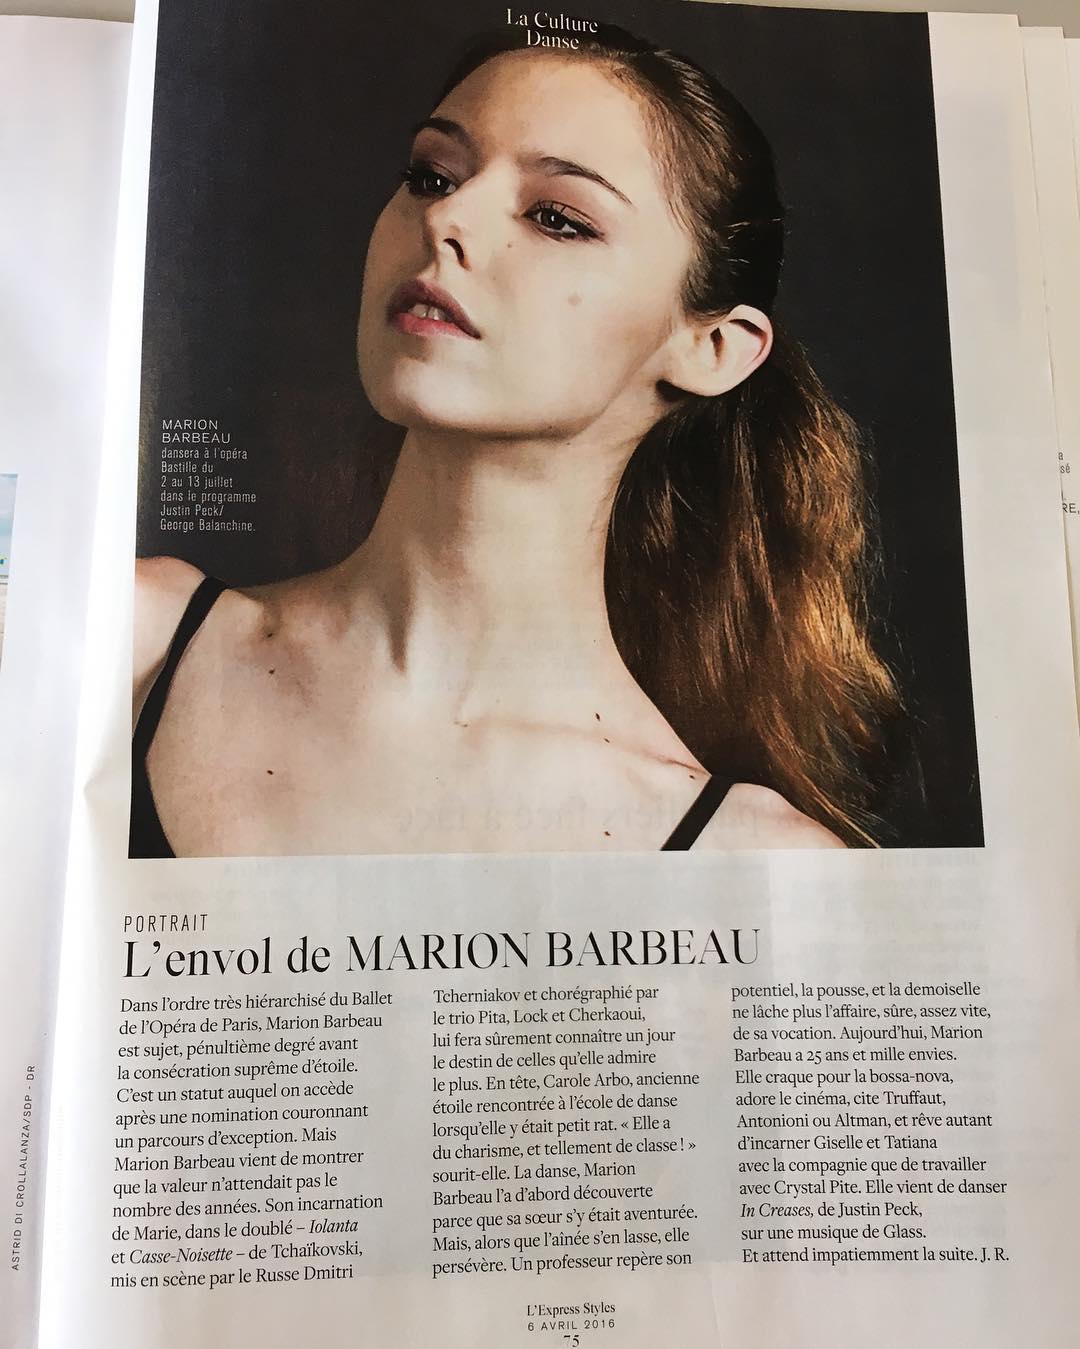 La Culture
Danse
MARION
BARBEAU
dansera à l'opéra
Bastille du
2 au 13 juillet
dans le programme
Justin Peck/
George Balanchine.
PORTRAIT
L'envol de MARION BARBEAU
Dans l'ordre très hiérarchisé du Ballet
de l'Opéra de Paris, Marion Barbeau
est sujet, pénultième degré avant
la consécration suprême d'étoile.
C'est un statut auquel on accède
après une nomination couronnant
un parcours d'exception. Mais
Marion Barbeau vient de montrer
que la valeur n'attendait pas le
nombre des années. Son incarnation
de Marie, dans le doublé – Iolanta
et Casse-Noisette – de Tchaïkovski,
mis en scène par le Russe Dmitri
Tcherniakov et chorégraphié par
le trio Pita, Lock et Cherkaoui,
lui fera sûrement connaître un jour
le destin de celles qu'elle admire
le plus. En tête, Carole Arbo, ancienne
étoile rencontrée à l'école de danse
lorsqu'elle y était petit rat. « Elle a
du charisme, et tellement de classe ! »
sourit-elle. La danse, Marion
Barbeau l'a d'abord découverte
parce que sa sœur s'y était aventurée.
Mais, alors que l'aînée s'en lasse, elle
persévère. Un professeur repère son
potentiel, la pousse, et la demoiselle
ne lâche plus l'affaire, sûre, assez vite,
de sa vocation. Aujourd'hui, Marion
Barbeau a 25 ans et mille envies.
Elle craque pour la bossa-nova,
adore le cinéma, cite Truffaut,
Antonioni ou Altman, et rêve autant
d'incarner Giselle et Tatiana
avec la compagnie que de travailler
avec Crystal Pite. Elle vient de danser
In Creases, de Justin Peck,
sur une musique de Glass.
Et attend impatiemment la suite. J. R.
ASTRID DI CROLLALANZA/SDP - DR
L'Express Styles
6 AVRIL 2016
75